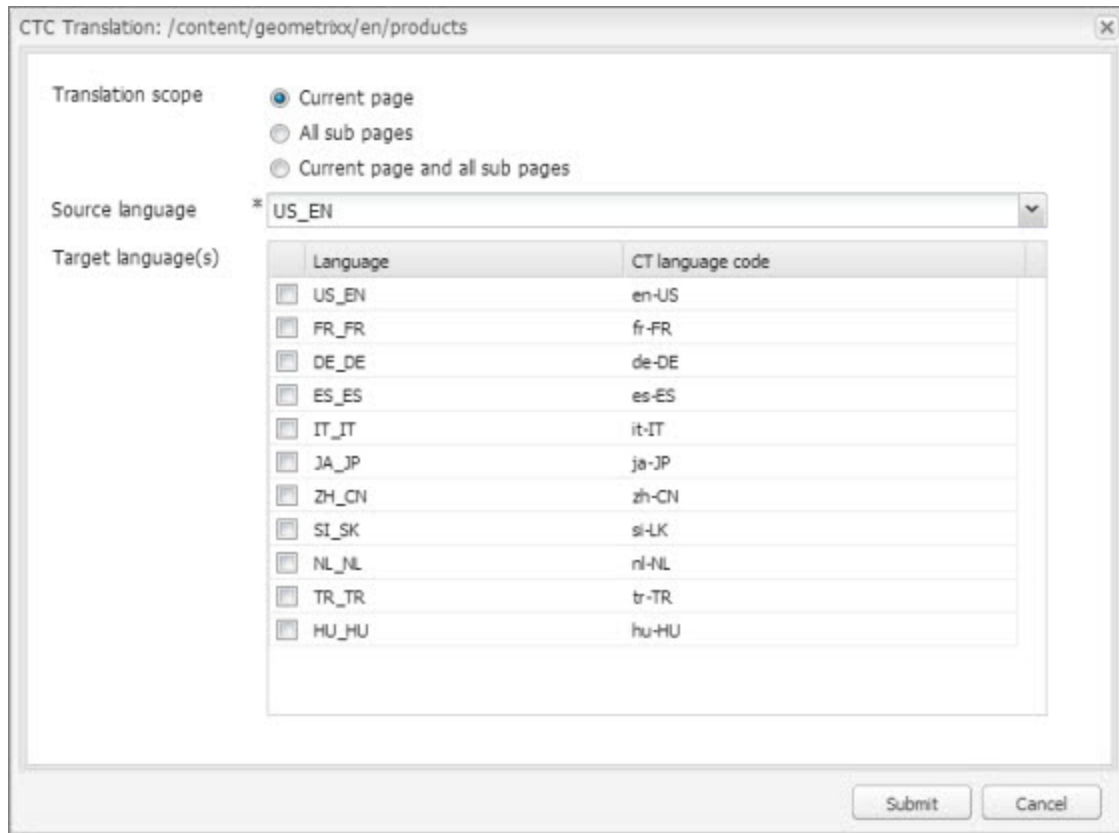 CTC Translation: /content/geometrixx/en/products
Translation scope
Current page
All sub pages
Current page and all sub pages
Source language * US_EN
Target language(s)
Language CT language code
US_EN en-US
FR_FR fr-FR
DE_DE de-DE
ES_ES es-ES
IT_IT it-IT
JA_JP ja-JP
ZH_CN zh-CN
SI_SK si-LK
NL_NL nl-NL
TR_TR tr-TR
HU_HU hu-HU
Submit Cancel